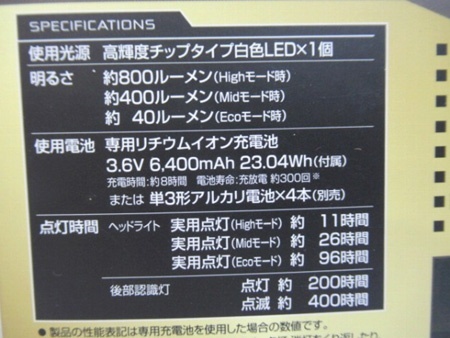 SPECIFICATIONS
使用光源 高輝度チップタイプ白色LED×1個
明るさ 約800ルーメン(Highモード時)
約400ルーメン(Midモード時)
約 40ルーメン(Ecoモード時)
使用電池 専用リチウムイオン充電池
3.6V 6,400mAh 23.04Wh(付属)
充電時間:約8時間 電池寿命:充放電 約300回※
または 単3形アルカリ電池×4本(別売)
点灯時間 ヘッドライト 実用点灯(Highモード) 約 11時間
実用点灯(Midモード) 約 26時間
実用点灯(Ecoモード) 約 96時間
後部認識灯 点灯 約 200時間
点滅 約 400時間
● 製品の性能表記は専用充電池を使用した場合の数値です。